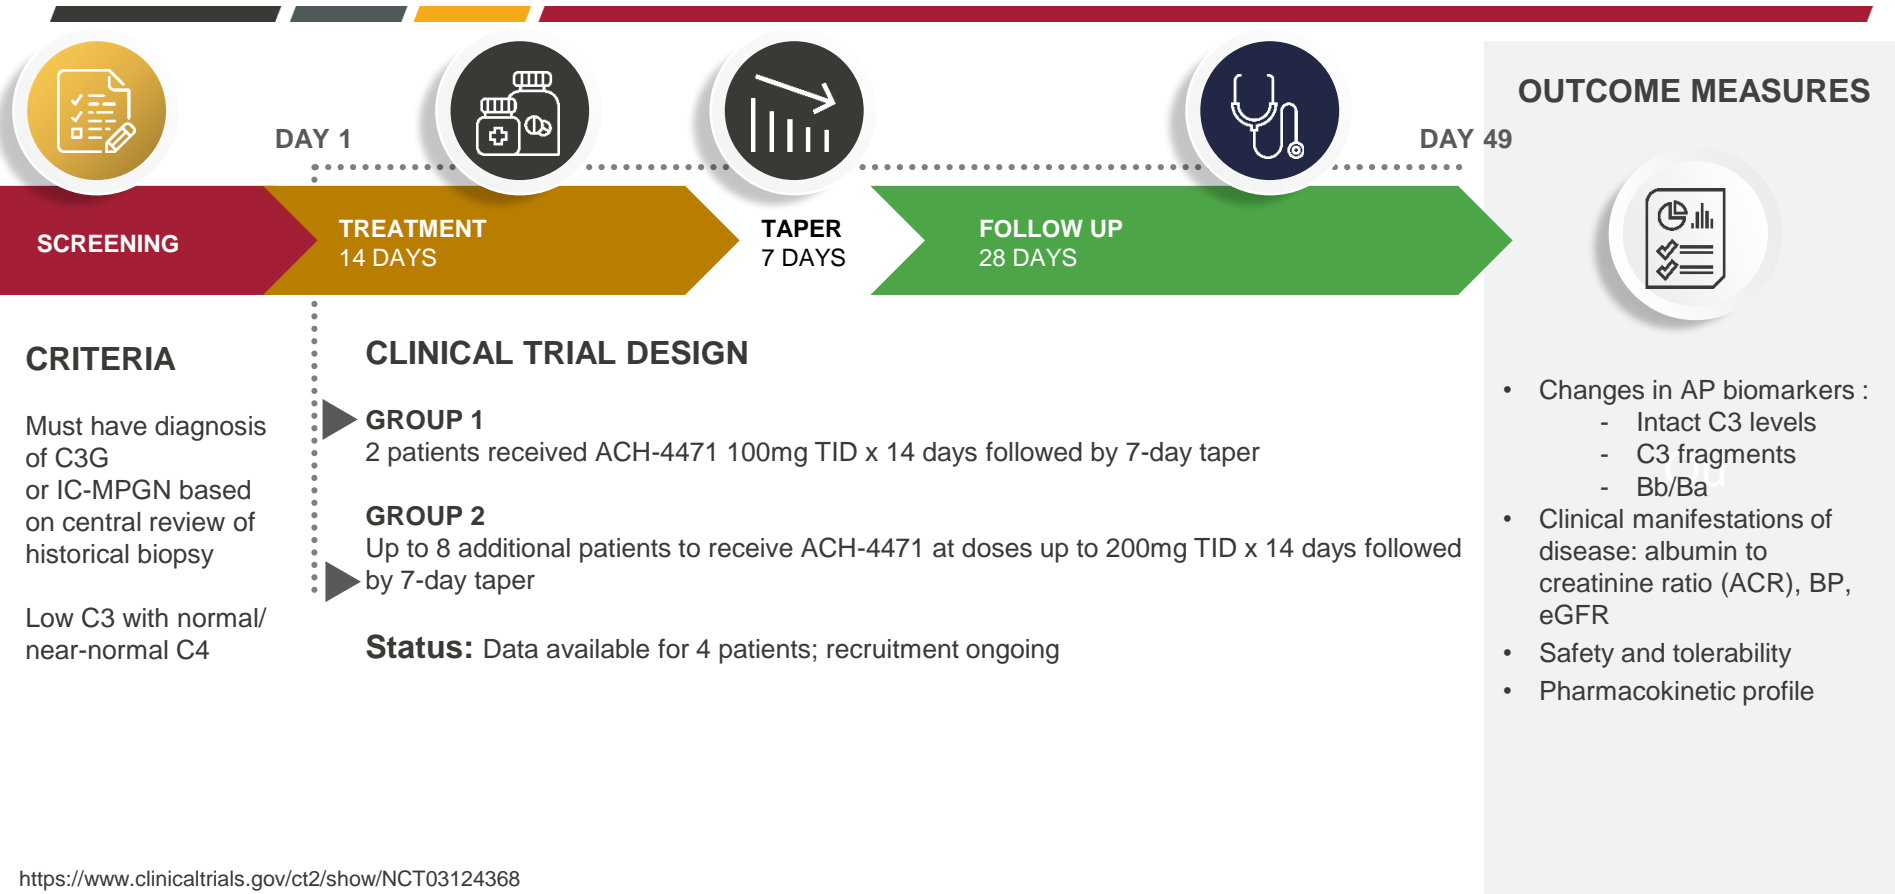 DAY 1
DAY 49
SCREENING
TREATMENT
14 DAYS
TAPER
7 DAYS
FOLLOW UP
28 DAYS
CRITERIA
Must have diagnosis
of C3G
or IC-MPGN based
on central review of
historical biopsy
Low C3 with normal/
near-normal C4
CLINICAL TRIAL DESIGN
GROUP 1
2 patients received ACH-4471 100mg TID x 14 days followed by 7-day taper
GROUP 2
Up to 8 additional patients to receive ACH-4471 at doses up to 200mg TID x 14 days followed
by 7-day taper
Status: Data available for 4 patients; recruitment ongoing
OUTCOME MEASURES
• Changes in AP biomarkers :
- Intact C3 levels
- C3 fragments
- Bb/Ba
• Clinical manifestations of
disease: albumin to
creatinine ratio (ACR), BP,
eGFR
• Safety and tolerability
• Pharmacokinetic profile
https://www.clinicaltrials.gov/ct2/show/NCT03124368